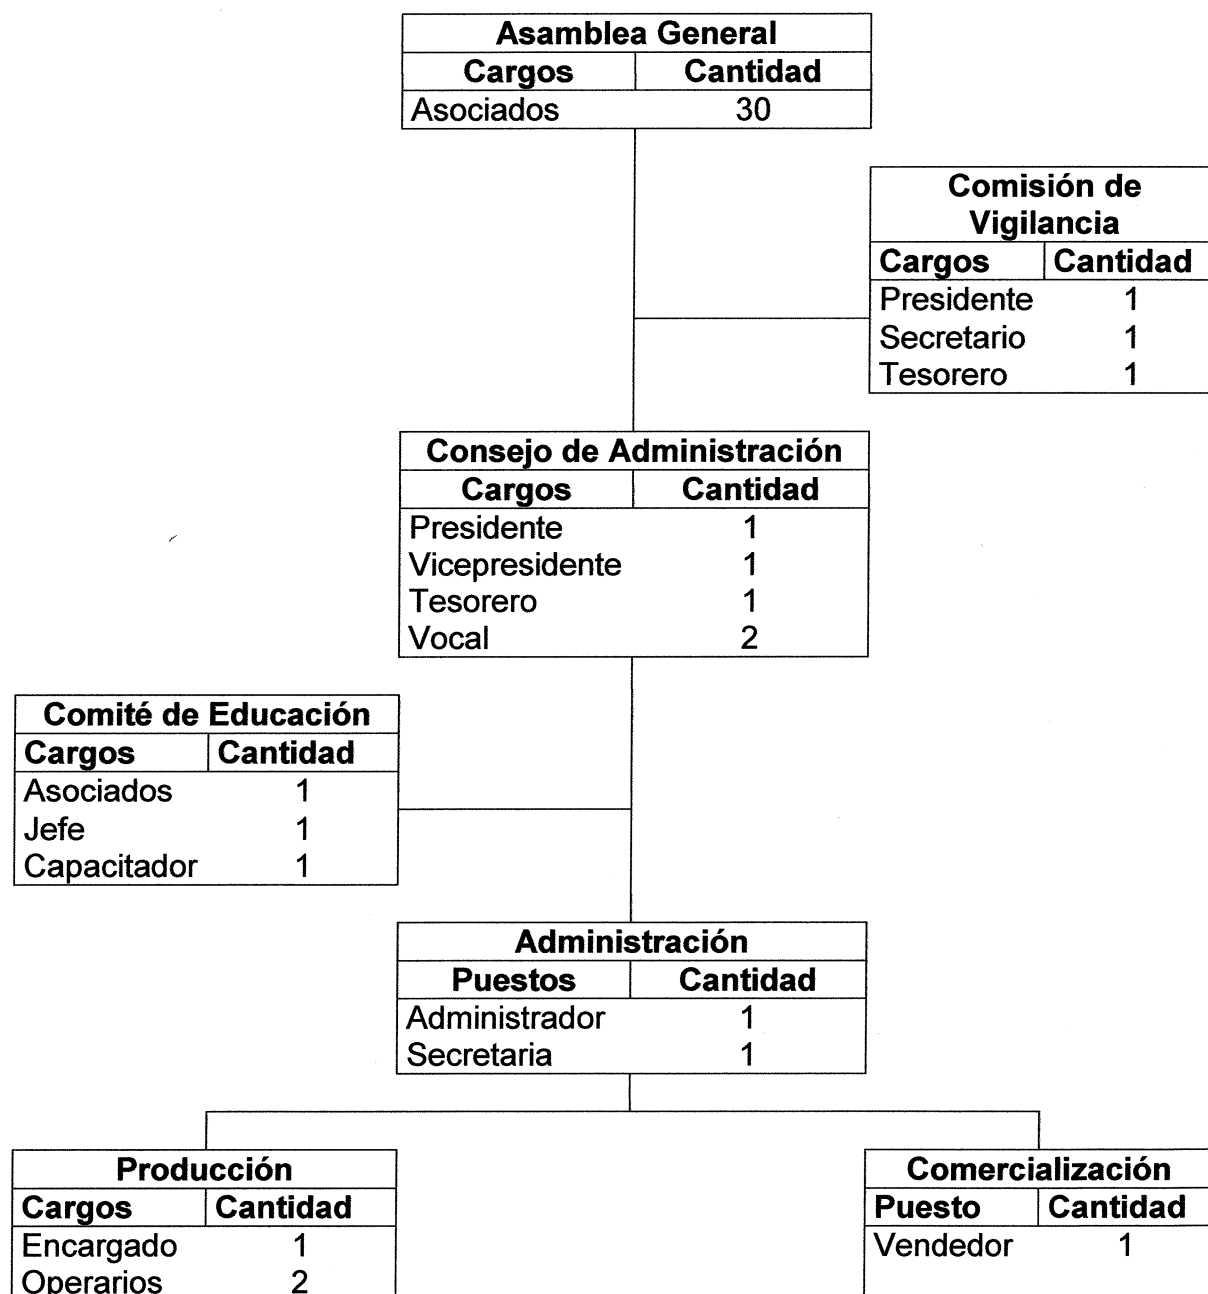 Asamblea General
Cargos Cantidad
Asociados 30
Comisión de
Vigilancia
Cargos Cantidad
Presidente 1
Secretario 1
Tesorero 1
Consejo de Administración
Cargos Cantidad
Presidente 1
Vicepresidente 1
Tesorero 1
Vocal 2
Comité de Educación
Cargos Cantidad
Asociados 1
Jefe 1
Capacitador 1
Administración
Puestos Cantidad
Administrador 1
Secretaria 1
Producción
Cargos Cantidad
Encargado 1
Operarios 2
Comercialización
Puesto Cantidad
Vendedor 1